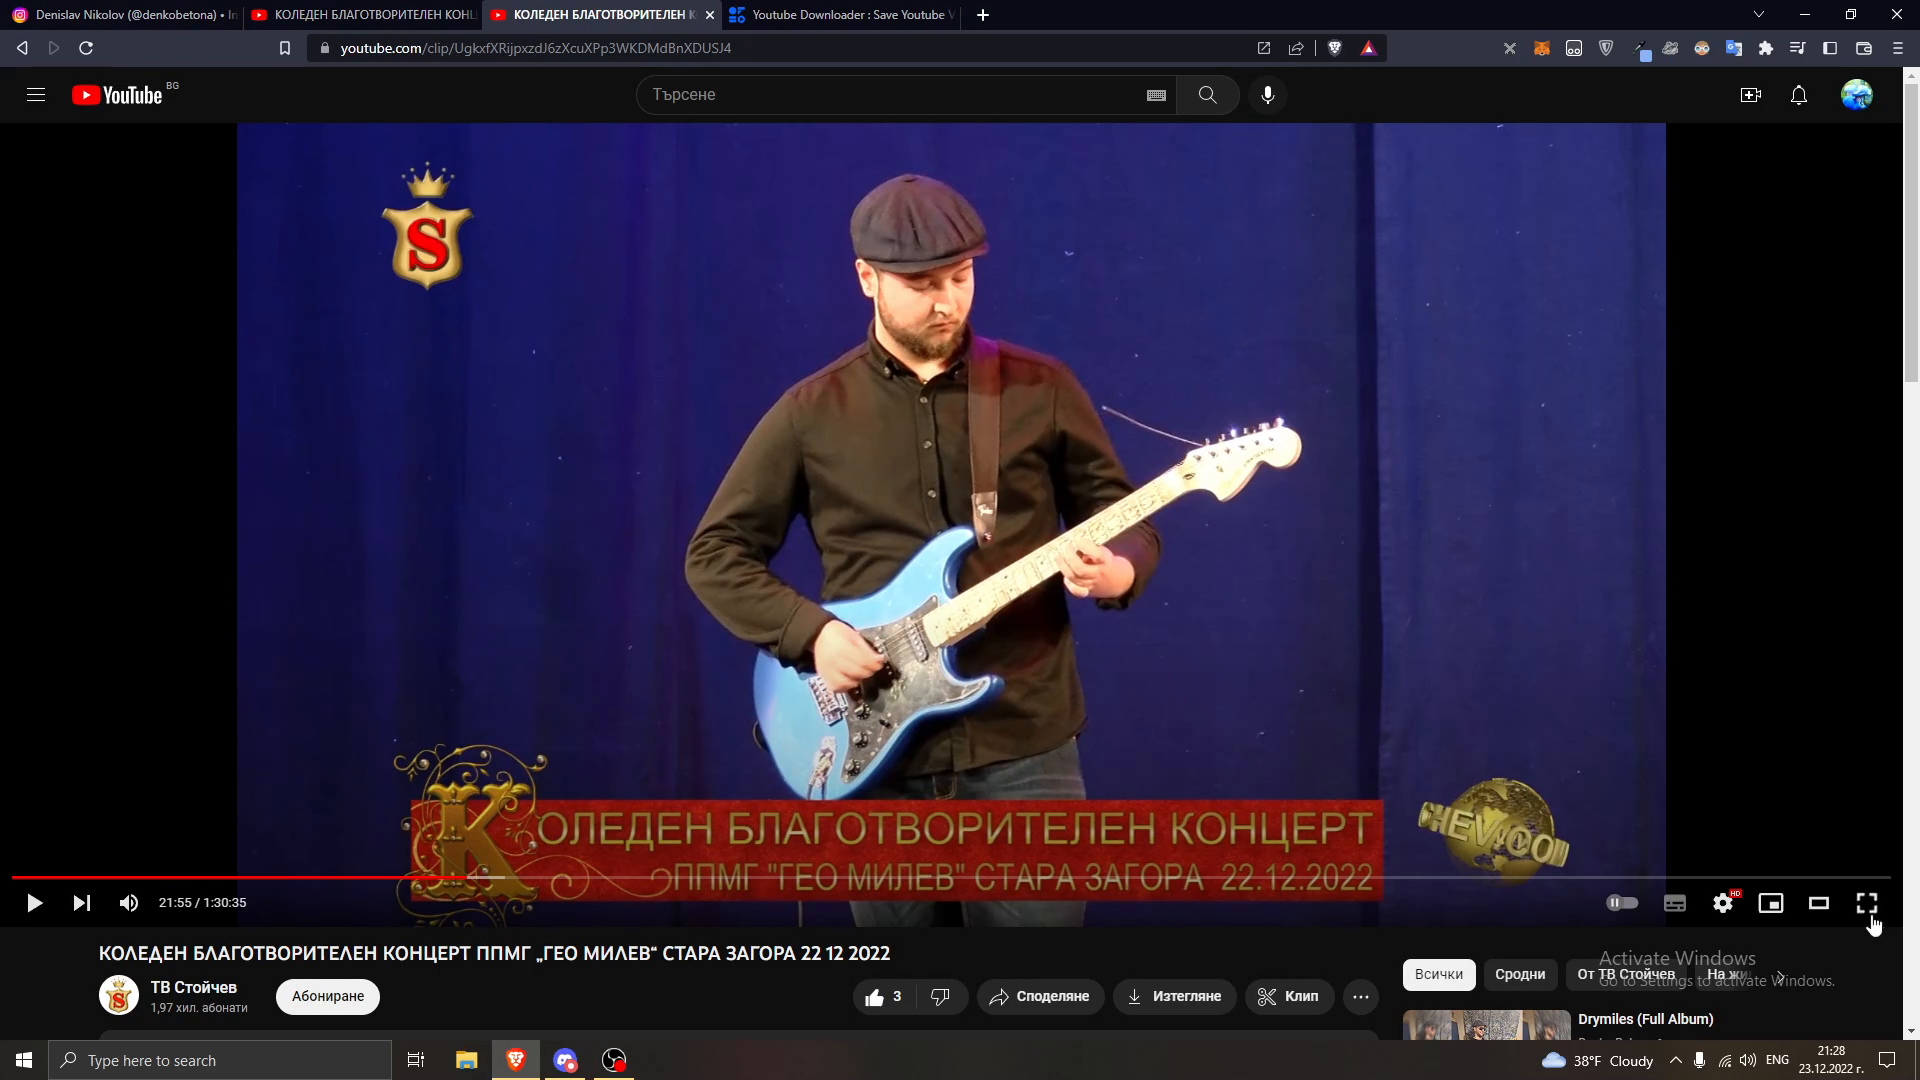 Denislav Nikolov (@denkobetona) • In
КОЛЕДЕН БЛАГОТВОРИТЕЛЕН КОНЦ
КОЛЕДЕН БЛАГОТВОРИТЕЛЕН К
Youtube Downloader : Save Youtube V
youtube.com/clip/UgkxfXRijpxzdJ6zXcuXPp3WKDMdBnXDUSJ4
YouTube BG
Търсене
S
КОЛЕДЕН БЛАГОТВОРИТЕЛЕН КОНЦЕРТ
ППМГ "ГЕО МИЛЕВ" СТАРА ЗАГОРА 22.12.2022
CHEVACOM
21:55 / 1:30:35
HD
КОЛЕДЕН БЛАГОТВОРИТЕЛЕН КОНЦЕРТ ППМГ „ГЕО МИЛЕВ“ СТАРА ЗАГОРА 22 12 2022
ТВ Стойчев
1,97 хил. абонати
Абониране
3
Споделяне
Изтегляне
Клип
Всички
Сродни
От ТВ Стойчев
На жи
Activate Windows
Go to Settings to activate Windows.
Drymiles (Full Album)
Type here to search
38°F Cloudy
ENG
21:28
23.12.2022 г.